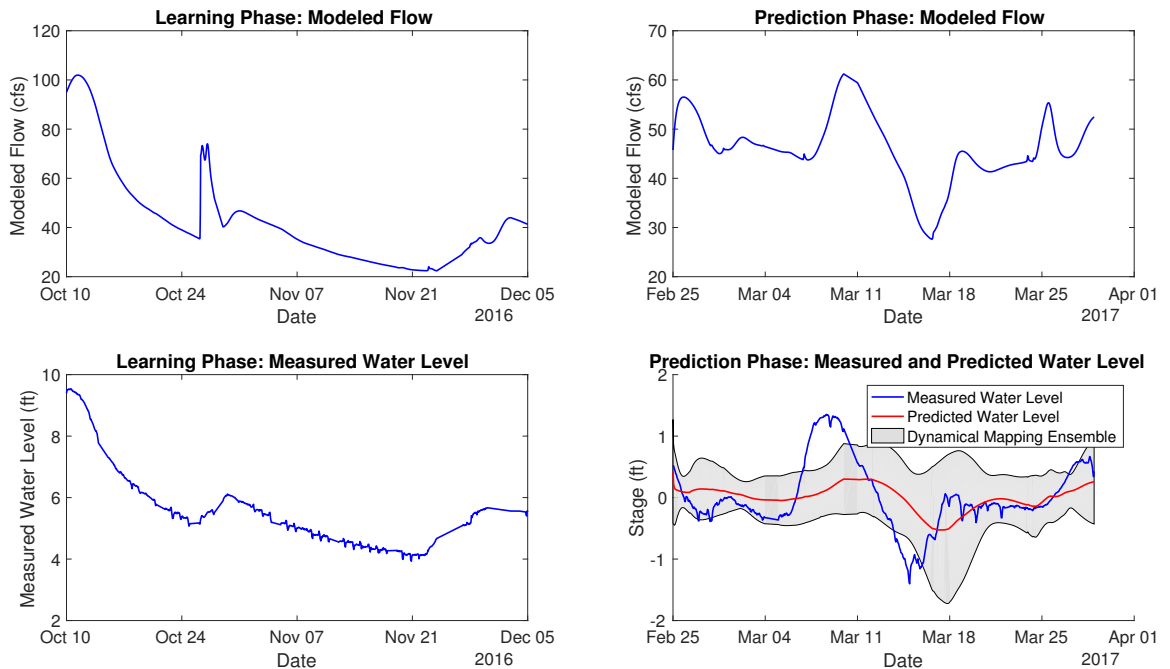 Learning Phase: Modeled Flow
120
100
80
60
40
20
Modeled Flow (cfs)
Oct 10 Oct 24 Nov 07 Nov 21 Dec 05
Date
2016
Prediction Phase: Modeled Flow
70
60
50
40
30
20
Modeled Flow (cfs)
Feb 25 Mar 04 Mar 11 Mar 18 Mar 25 Apr 01
Date
2017
Learning Phase: Measured Water Level
10
8
6
4
2
Measured Water Level (ft)
Oct 10 Oct 24 Nov 07 Nov 21 Dec 05
Date
2016
Prediction Phase: Measured and Predicted Water Level
2
1
0
-1
-2
Stage (ft)
Measured Water Level
Predicted Water Level
Dynamical Mapping Ensemble
Feb 25 Mar 04 Mar 11 Mar 18 Mar 25 Apr 01
Date
2017